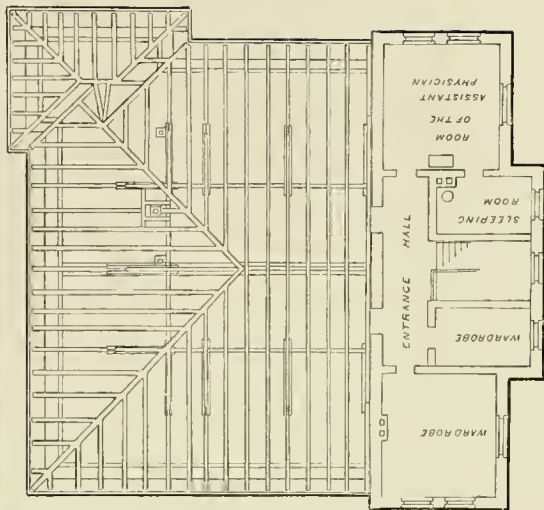 ROOM
OF THE
ASSISTANT
PHYSICIAN
SLEEPING
ROOM
ENTRANCE HALL
WARDROBE
WARDROBE